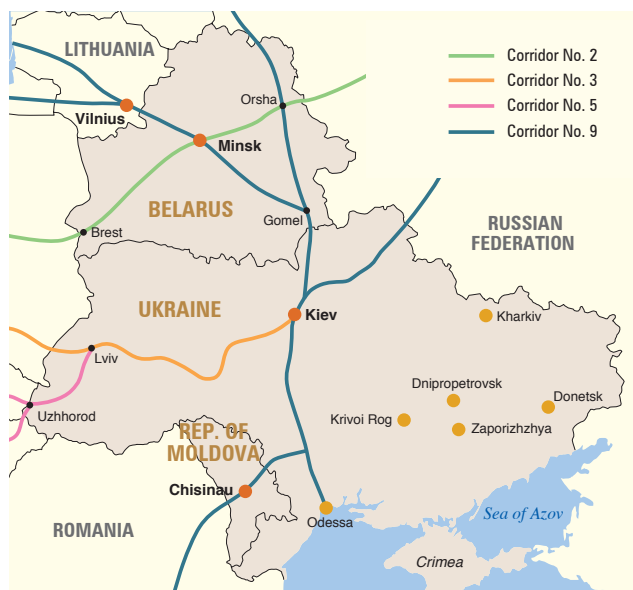 LITHUANIA
Corridor No. 2
Corridor No. 3
Corridor No. 5
Corridor No. 9
Orsha
Vilnius
Minsk
BELARUS
Gomel
Brest
RUSSIAN
FEDERATION
UKRAINE
Kiev
Kharkiv
Lviv
Dnipropetrovsk
Donetsk
Uzhhorod
Krivoi Rog
Zaporizhzhya
REP. OF
MOLDOVA
Chisinau
Odessa
Sea of Azov
ROMANIA
Crimea